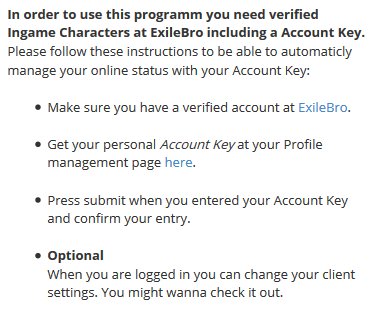 In order to use this programm you need verified
Ingame Characters at ExileBro including a Account Key.
Please follow these instructions to be able to automaticly
manage your online status with your Account Key:
Make sure you have a verified account at ExileBro.
Get your personal Account Key at your Profile
management page here.
Press submit when you entered your Account Key
and confirm your entry.
Optional
When you are logged in you can change your client
settings. You might wanna check it out.